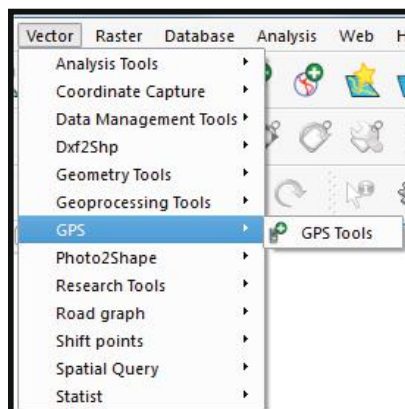 Vector Raster Database Analysis Web H
Analysis Tools
Coordinate Capture
Data Management Tools
Dxf2Shp
Geometry Tools
Geoprocessing Tools
GPS GPS Tools
Photo2Shape
Research Tools
Road graph
Shift points
Spatial Query
Statist